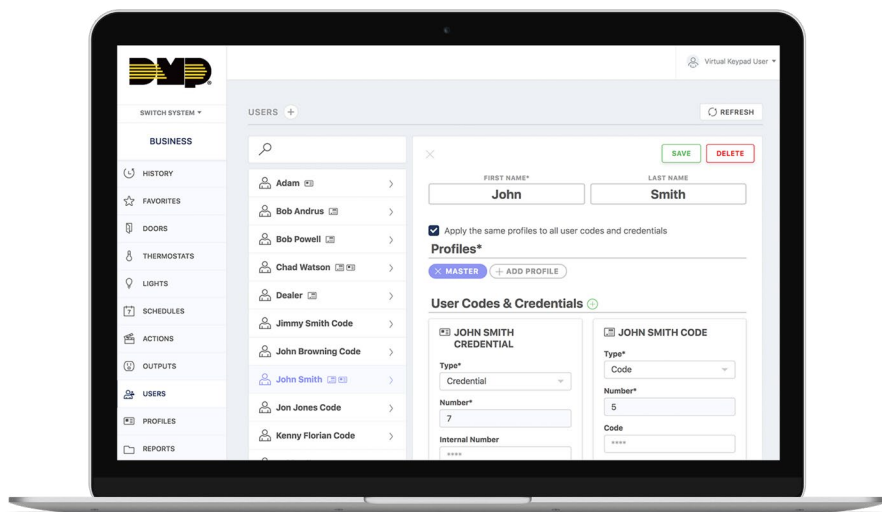 DMP
Virtual Keypad User
SWITCH SYSTEM
USERS
REFRESH
BUSINESS
HISTORY
FAVORITES
DOORS
THERMOSTATS
LIGHTS
SCHEDULES
ACTIONS
OUTPUTS
USERS
PROFILES
REPORTS
Adam
Bob Andrus
Bob Powell
Chad Watson
Dealer
Jimmy Smith Code
John Browning Code
John Smith
Jon Jones Code
Kenny Florian Code
SAVE
DELETE
FIRST NAME*
LAST NAME
John
Smith
Apply the same profiles to all user codes and credentials
Profiles*
× MASTER
+ ADD PROFILE
User Codes & Credentials
JOHN SMITH
CREDENTIAL
Type*
Credential
Number*
7
Internal Number
****
JOHN SMITH CODE
Type*
Code
Number*
5
Code
****